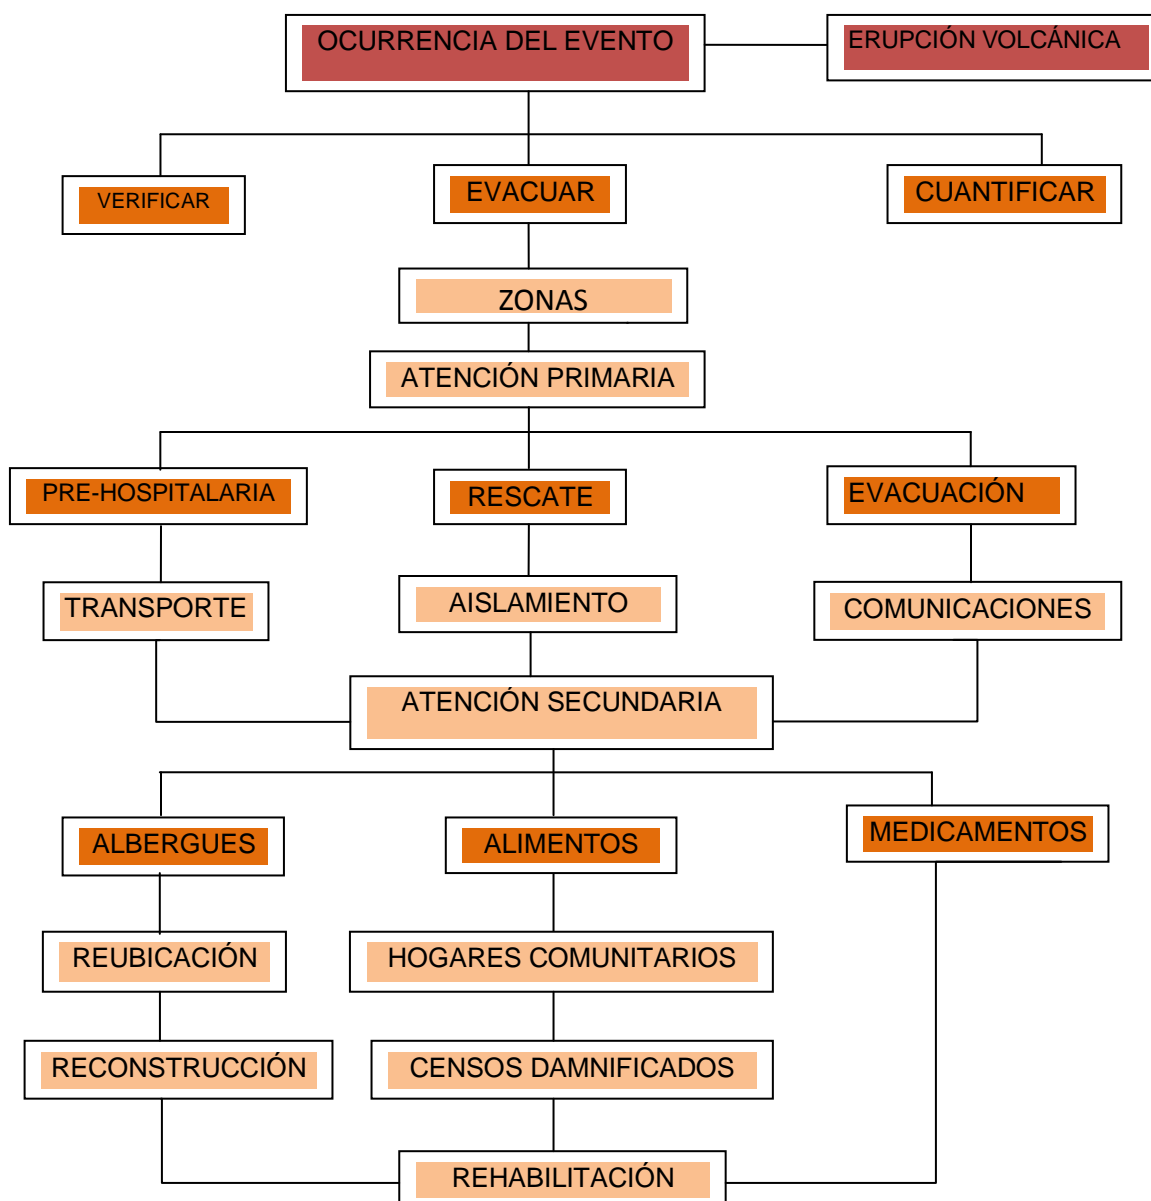 OCURRENCIA DEL EVENTO
ERUPCIÓN VOLCÁNICA
VERIFICAR
EVACUAR
CUANTIFICAR
ZONAS
ATENCIÓN PRIMARIA
PRE-HOSPITALARIA
RESCATE
EVACUACIÓN
TRANSPORTE
AISLAMIENTO
COMUNICACIONES
ATENCIÓN SECUNDARIA
ALBERGUES
ALIMENTOS
MEDICAMENTOS
REUBICACIÓN
HOGARES COMUNITARIOS
RECONSTRUCCIÓN
CENSOS DAMNIFICADOS
REHABILITACIÓN